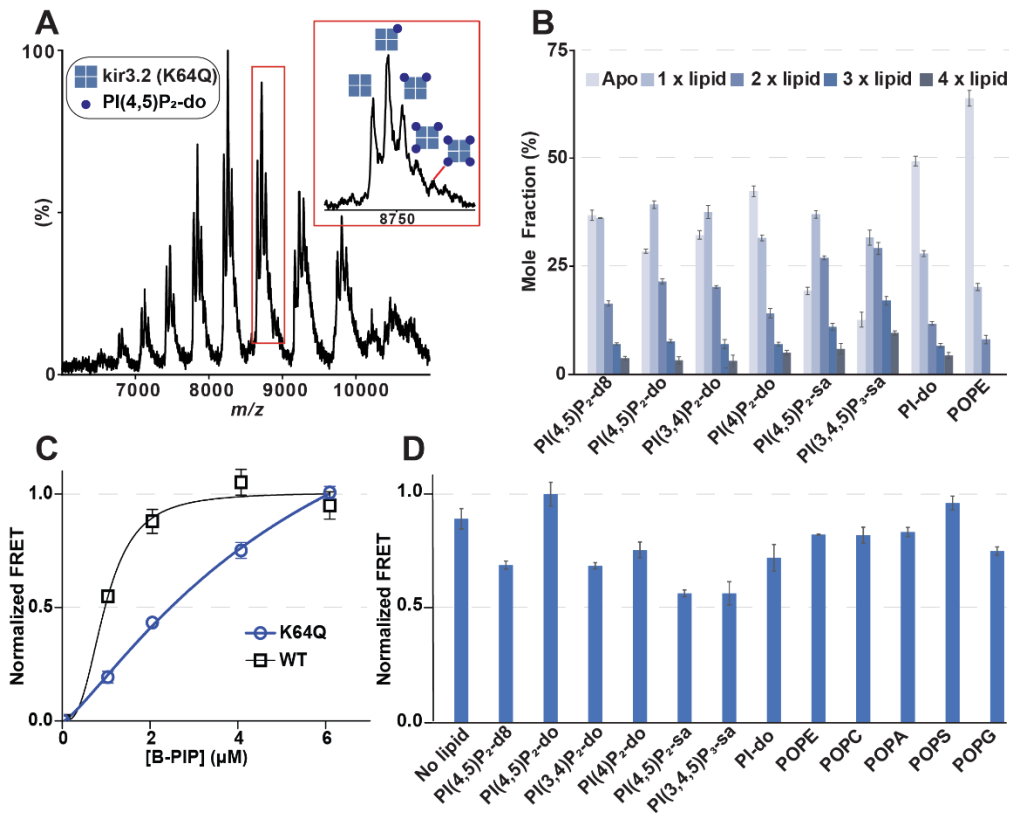 A
100
(%)
0
kir3.2 (K64Q)
PI(4,5)P₂-do
8750
7000 8000 9000 10000
m/z
B
Mole Fraction (%)
75
50
25
0
Apo 1 x lipid 2 x lipid 3 x lipid 4 x lipid
PI(4,5)P₂-d8
PI(4,5)P₂-do
PI(3,4)P₂-do
PI(4)P₂-do
PI(4,5)P₂-sa
PI(3,4,5)P₃-sa
PI-do
POPE
C
Normalized FRET
1.0
0.5
0.0
K64Q
WT
0 2 4 6
[B-PIP] (µM)
D
Normalized FRET
1.0
0.5
0.0
No lipid
PI(4,5)P₂-d8
PI(4,5)P₂-do
PI(3,4)P₂-do
PI(4)P₂-do
PI(4,5)P₂-sa
PI(3,4,5)P₃-sa
PI-do
POPE
POPC
POPA
POPS
POPG